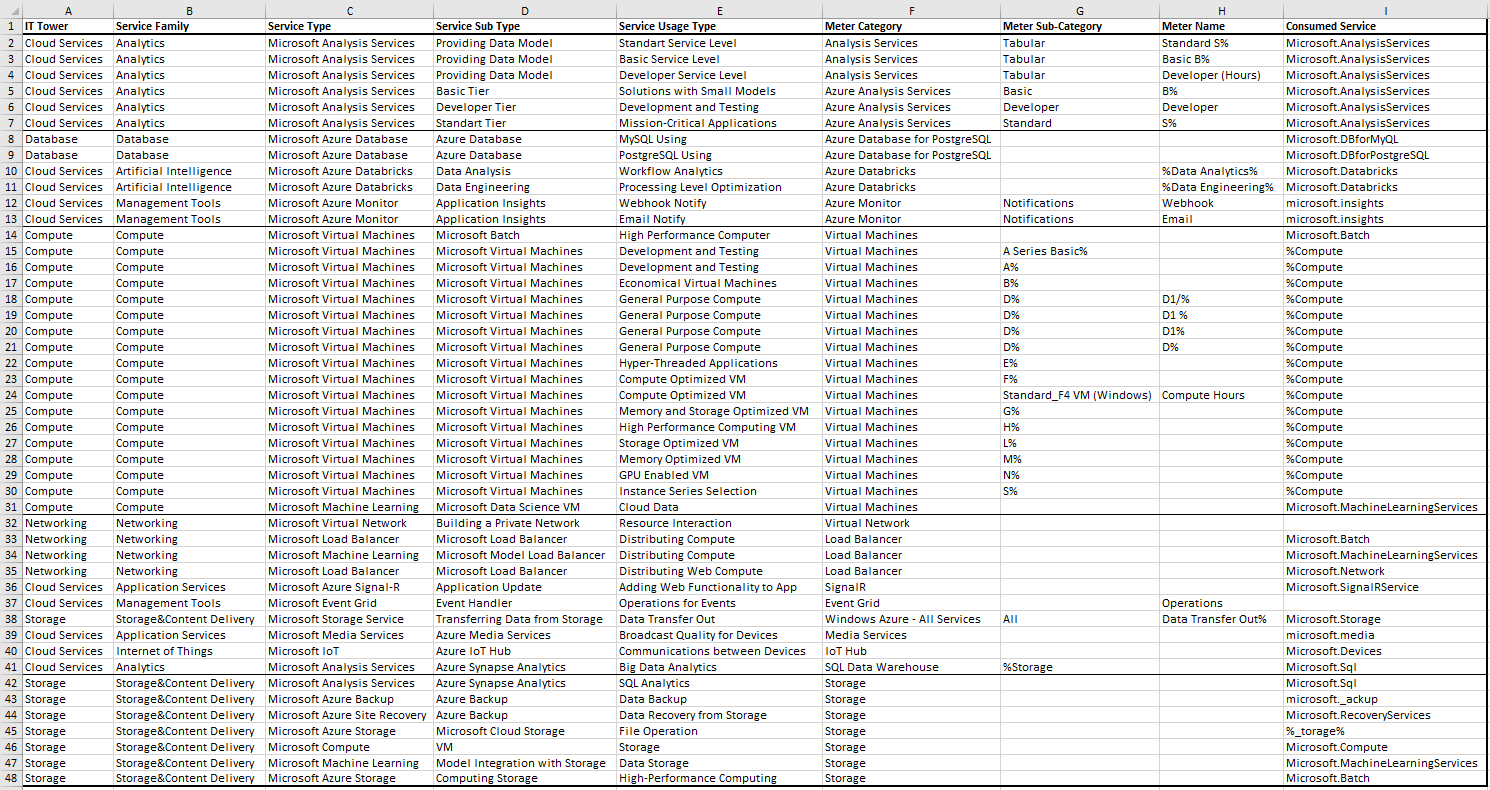 A B C D E F G H I
1 IT Tower Service Family Service Type Service Sub Type Service Usage Type Meter Category Meter Sub-Category Meter Name Consumed Service
2 Cloud Services Analytics Microsoft Analysis Services Providing Data Model Standart Service Level Analysis Services Tabular Standard S% Microsoft.AnalysisServices
3 Cloud Services Analytics Microsoft Analysis Services Providing Data Model Basic Service Level Analysis Services Tabular Basic B% Microsoft.AnalysisServices
4 Cloud Services Analytics Microsoft Analysis Services Providing Data Model Developer Service Level Analysis Services Tabular Developer (Hours) Microsoft.AnalysisServices
5 Cloud Services Analytics Microsoft Analysis Services Basic Tier Solutions with Small Models Azure Analysis Services Basic B% Microsoft.AnalysisServices
6 Cloud Services Analytics Microsoft Analysis Services Developer Tier Development and Testing Azure Analysis Services Developer Developer Microsoft.AnalysisServices
7 Cloud Services Analytics Microsoft Analysis Services Standart Tier Mission-Critical Applications Azure Analysis Services Standard S% Microsoft.AnalysisServices
8 Database Database Microsoft Azure Database Azure Database MySQL Using Azure Database for PostgreSQL Microsoft.DBforMyQL
9 Database Database Microsoft Azure Database Azure Database PostgreSQL Using Azure Database for PostgreSQL Microsoft.DBforPostgreSQL
10 Cloud Services Artificial Intelligence Microsoft Azure Databricks Data Analysis Workflow Analytics Azure Databricks %Data Analytics% Microsoft.Databricks
11 Cloud Services Artificial Intelligence Microsoft Azure Databricks Data Engineering Processing Level Optimization Azure Databricks %Data Engineering% Microsoft.Databricks
12 Cloud Services Management Tools Microsoft Azure Monitor Application Insights Webhook Notify Azure Monitor Notifications Webhook microsoft.insights
13 Cloud Services Management Tools Microsoft Azure Monitor Application Insights Email Notify Azure Monitor Notifications Email microsoft.insights
14 Compute Compute Microsoft Virtual Machines Microsoft Batch High Performance Computer Virtual Machines Microsoft.Batch
15 Compute Compute Microsoft Virtual Machines Microsoft Virtual Machines Development and Testing Virtual Machines A Series Basic% %Compute
16 Compute Compute Microsoft Virtual Machines Microsoft Virtual Machines Development and Testing Virtual Machines A% %Compute
17 Compute Compute Microsoft Virtual Machines Microsoft Virtual Machines Economical Virtual Machines Virtual Machines B% %Compute
18 Compute Compute Microsoft Virtual Machines Microsoft Virtual Machines General Purpose Compute Virtual Machines D% D1/% %Compute
19 Compute Compute Microsoft Virtual Machines Microsoft Virtual Machines General Purpose Compute Virtual Machines D% D1 % %Compute
20 Compute Compute Microsoft Virtual Machines Microsoft Virtual Machines General Purpose Compute Virtual Machines D% D1% %Compute
21 Compute Compute Microsoft Virtual Machines Microsoft Virtual Machines General Purpose Compute Virtual Machines D% D% %Compute
22 Compute Compute Microsoft Virtual Machines Microsoft Virtual Machines Hyper-Threaded Applications Virtual Machines E% %Compute
23 Compute Compute Microsoft Virtual Machines Microsoft Virtual Machines Compute Optimized VM Virtual Machines F% %Compute
24 Compute Compute Microsoft Virtual Machines Microsoft Virtual Machines Compute Optimized VM Virtual Machines Standard_F4 VM (Windows) Compute Hours %Compute
25 Compute Compute Microsoft Virtual Machines Microsoft Virtual Machines Memory and Storage Optimized VM Virtual Machines G% %Compute
26 Compute Compute Microsoft Virtual Machines Microsoft Virtual Machines High Performance Computing VM Virtual Machines H% %Compute
27 Compute Compute Microsoft Virtual Machines Microsoft Virtual Machines Storage Optimized VM Virtual Machines L% %Compute
28 Compute Compute Microsoft Virtual Machines Microsoft Virtual Machines Memory Optimized VM Virtual Machines M% %Compute
29 Compute Compute Microsoft Virtual Machines Microsoft Virtual Machines GPU Enabled VM Virtual Machines N% %Compute
30 Compute Compute Microsoft Virtual Machines Microsoft Virtual Machines Instance Series Selection Virtual Machines S% %Compute
31 Compute Compute Microsoft Machine Learning Microsoft Data Science VM Cloud Data Virtual Machines Microsoft.MachineLearningServices
32 Networking Networking Microsoft Virtual Network Building a Private Network Resource Interaction Virtual Network
33 Networking Networking Microsoft Load Balancer Microsoft Load Balancer Distributing Compute Load Balancer Microsoft.Batch
34 Networking Networking Microsoft Machine Learning Microsoft Model Load Balancer Distributing Compute Load Balancer Microsoft.MachineLearningServices
35 Networking Networking Microsoft Load Balancer Microsoft Load Balancer Distributing Web Compute Load Balancer Microsoft.Network
36 Cloud Services Application Services Microsoft Azure Signal-R Application Update Adding Web Functionality to App SignalR Microsoft.SignalRService
37 Cloud Services Management Tools Microsoft Event Grid Event Handler Operations for Events Event Grid Operations
38 Storage Storage&Content Delivery Microsoft Storage Service Transferring Data from Storage Data Transfer Out Windows Azure - All Services All Data Transfer Out% Microsoft.Storage
39 Cloud Services Application Services Microsoft Media Services Azure Media Services Broadcast Quality for Devices Media Services microsoft.media
40 Cloud Services Internet of Things Microsoft IoT Azure IoT Hub Communications between Devices IoT Hub Microsoft.Devices
41 Cloud Services Analytics Microsoft Analysis Services Azure Synapse Analytics Big Data Analytics SQL Data Warehouse %Storage Microsoft.Sql
42 Storage Storage&Content Delivery Microsoft Analysis Services Azure Synapse Analytics SQL Analytics Storage Microsoft.Sql
43 Storage Storage&Content Delivery Microsoft Azure Backup Azure Backup Data Backup Storage microsoft._ackup
44 Storage Storage&Content Delivery Microsoft Azure Site Recovery Azure Backup Data Recovery from Storage Storage Microsoft.RecoveryServices
45 Storage Storage&Content Delivery Microsoft Azure Storage Microsoft Cloud Storage File Operation Storage %_torage%
46 Storage Storage&Content Delivery Microsoft Compute VM Storage Storage Microsoft.Compute
47 Storage Storage&Content Delivery Microsoft Machine Learning Model Integration with Storage Data Storage Storage Microsoft.MachineLearningServices
48 Storage Storage&Content Delivery Microsoft Azure Storage Computing Storage High-Performance Computing Storage Microsoft.Batch